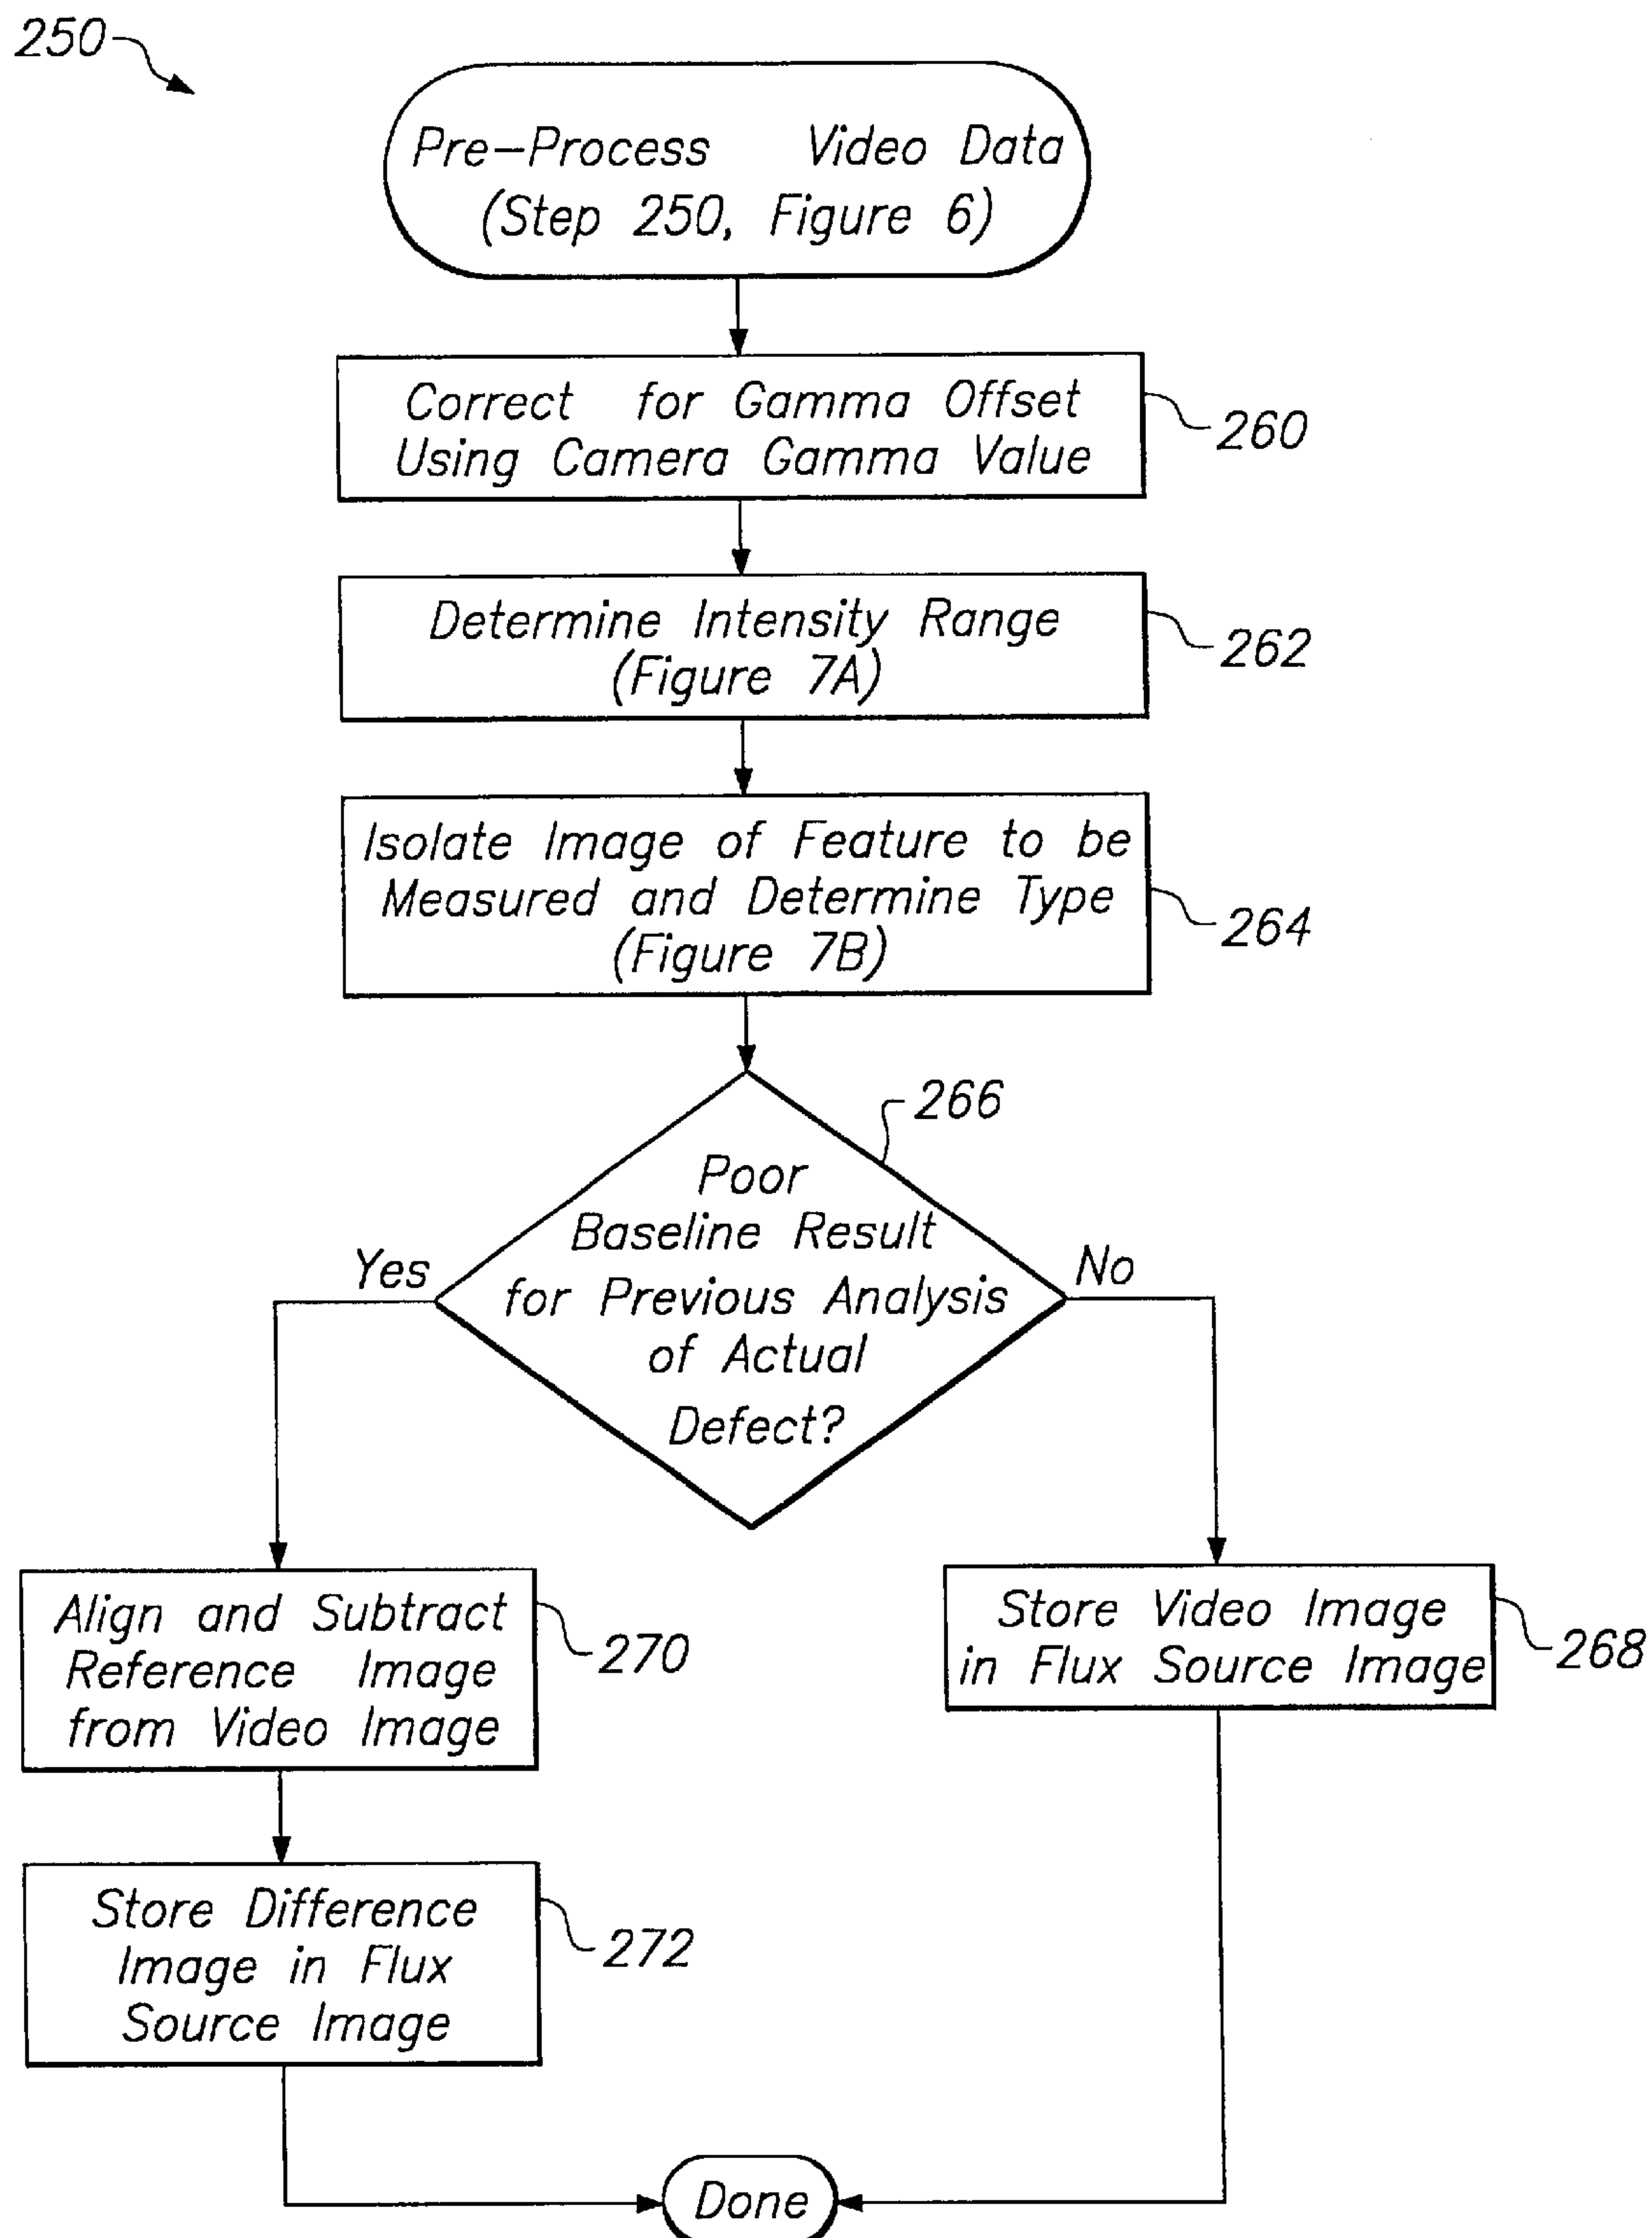 250
Pre-Process Video Data
(Step 250, Figure 6)
Correct for Gamma Offset
Using Camera Gamma Value
260
Determine Intensity Range
(Figure 7A)
262
Isolate Image of Feature to be
Measured and Determine Type
(Figure 7B)
264
266
Poor
Baseline Result
for Previous Analysis
of Actual
Defect?
Yes
No
Align and Subtract
Reference Image
from Video Image
270
Store Video Image
in Flux Source Image
268
Store Difference
Image in Flux
Source Image
272
Done